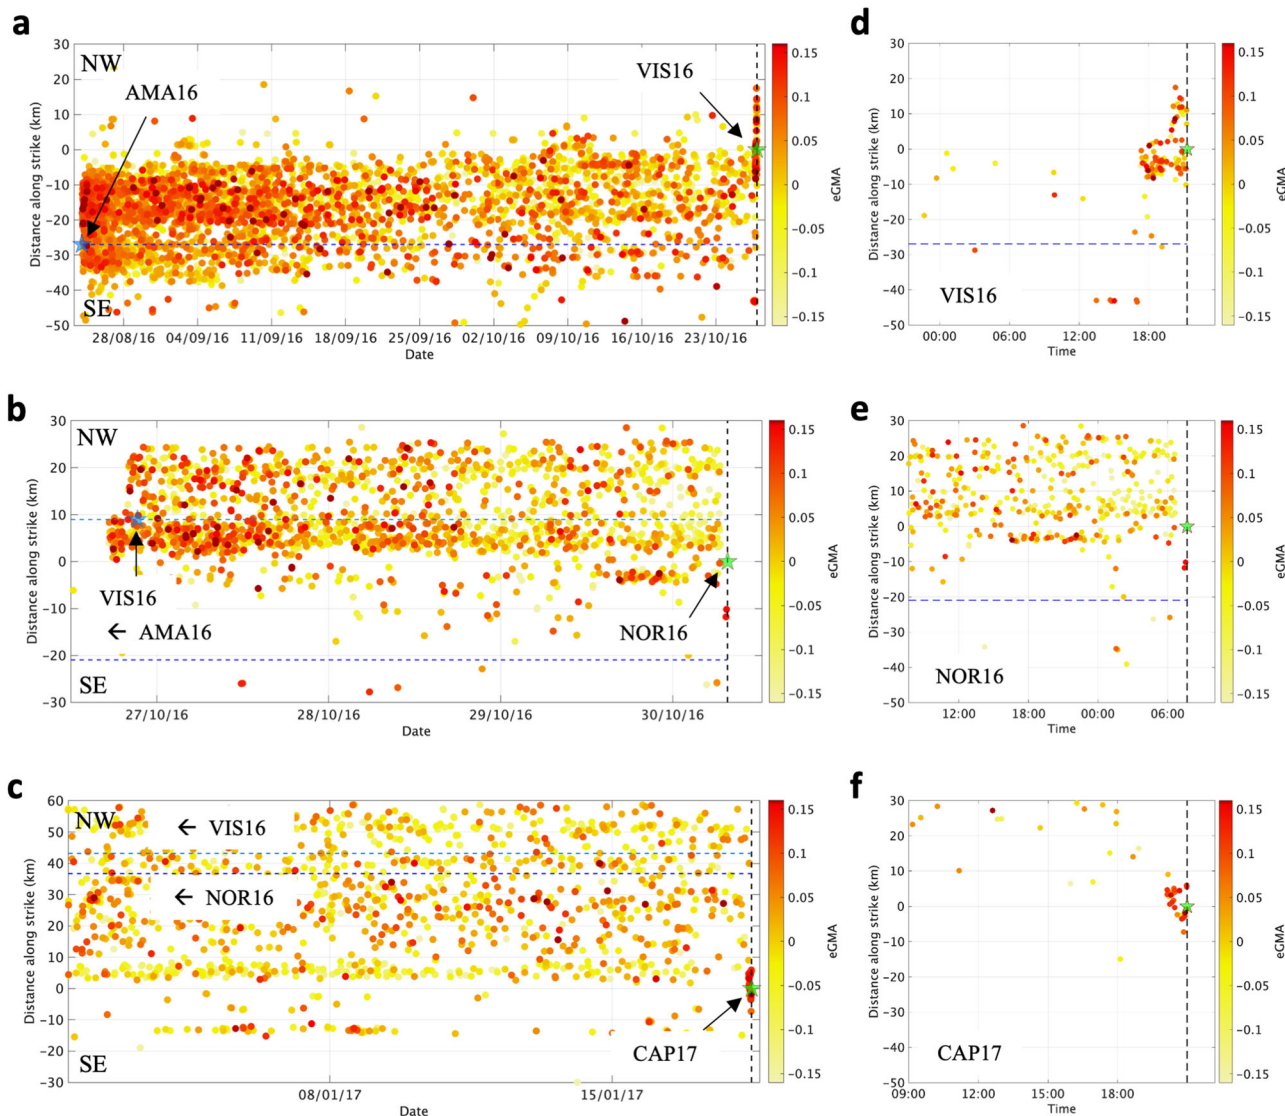 a
30
20
10
0
−10
−20
−30
−40
−50
Distance along strike (km)
NW
AMA16
VIS16
SE
28/08/16 04/09/16 11/09/16 18/09/16 25/09/16 02/10/16 09/10/16 16/10/16 23/10/16
Date
0.15
0.1
0.05
0
−0.05
−0.1
−0.15
eGMA
d
30
20
10
0
−10
−20
−30
−40
−50
Distance along strike (km)
VIS16
00:00 06:00 12:00 18:00
Time
0.15
0.1
0.05
0
−0.05
−0.1
−0.15
eGMA
b
30
20
10
0
−10
−20
−30
Distance along strike (km)
NW
VIS16
← AMA16
NOR16
SE
27/10/16 28/10/16 29/10/16 30/10/16
Date
0.15
0.1
0.05
0
−0.05
−0.1
−0.15
eGMA
e
30
20
10
0
−10
−20
−30
−40
−50
Distance along strike (km)
NOR16
12:00 18:00 00:00 06:00
Time
0.15
0.1
0.05
0
−0.05
−0.1
−0.15
eGMA
c
60
50
40
30
20
10
0
−10
−20
−30
Distance along strike (km)
NW
← VIS16
← NOR16
CAP17
SE
08/01/17 15/01/17
Date
0.15
0.1
0.05
0
−0.05
−0.1
−0.15
eGMA
f
30
20
10
0
−10
−20
−30
−40
−50
Distance along strike (km)
CAP17
09:00 12:00 15:00 18:00
Time
0.15
0.1
0.05
0
−0.05
−0.1
−0.15
eGMA